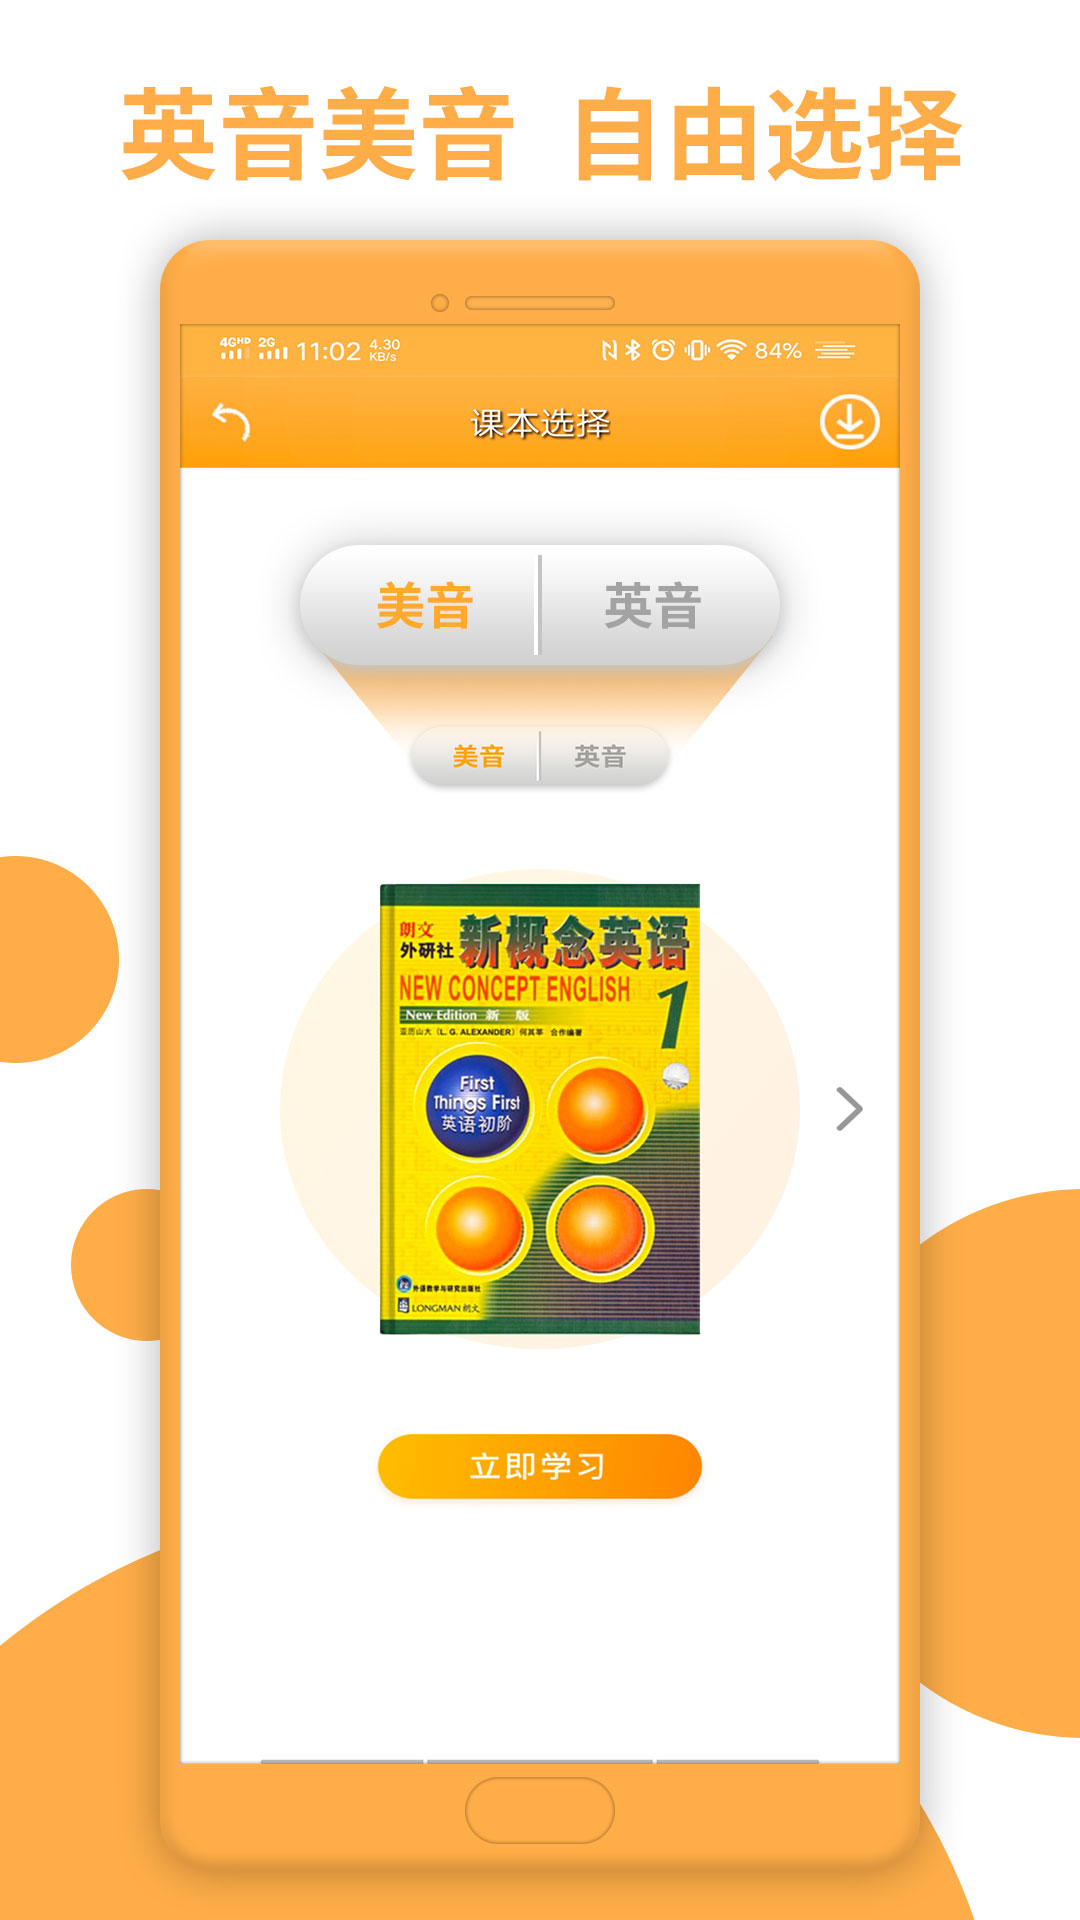 英音美音 自由选择
4GHD 2G 11:02 4.30 KB/s 84%
课本选择
美音 英音
美音 英音
朗文
外研社 新概念英语
NEW CONCEPT ENGLISH 1
New Edition 新 版
亚历山大（L. G. ALEXANDER）何其莘 合作编著
First
Things First
英语初阶
外语教学与研究出版社
LONGMAN 朗文
立即学习